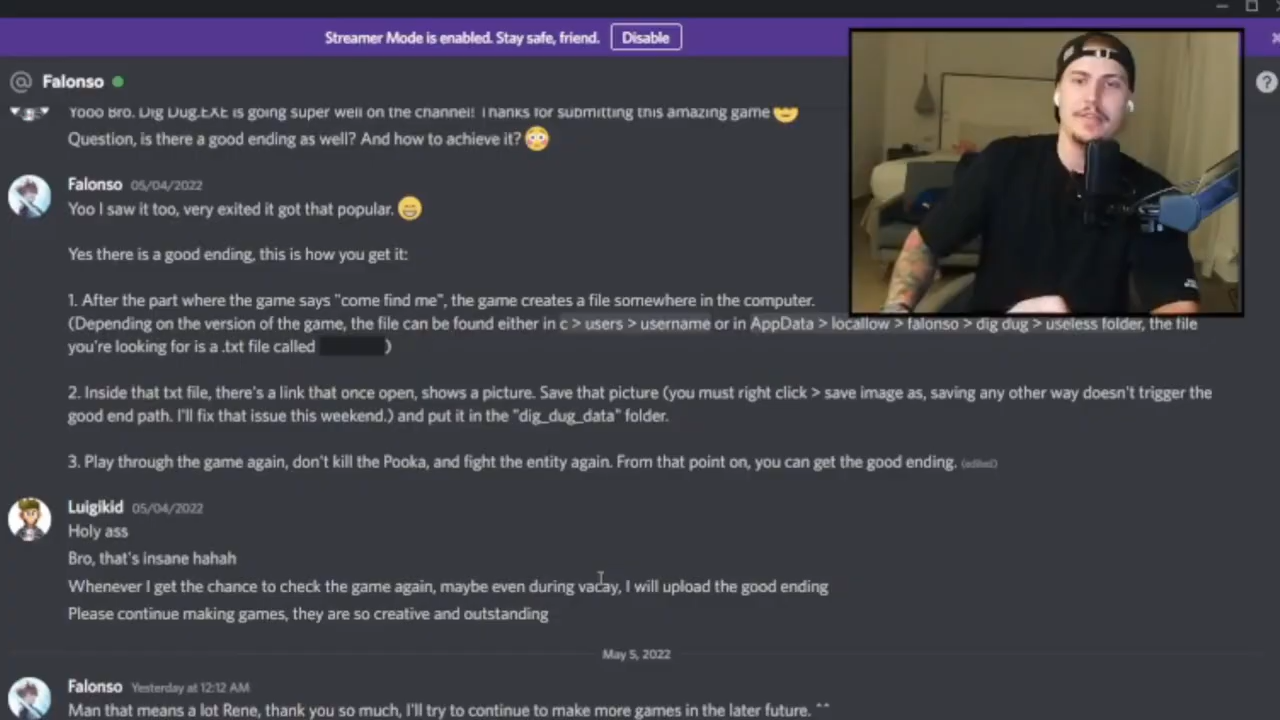 Streamer Mode is enabled. Stay safe, friend. Disable
@ Falonso
?
Yooo Bro. Dig Dug.EXE is going super well on the channel! Thanks for submitting this amazing game
Question, is there a good ending as well? And how to achieve it?
Falonso 05/04/2022
Yoo I saw it too, very exited it got that popular.
Yes there is a good ending, this is how you get it:
1. After the part where the game says "come find me", the game creates a file somewhere in the computer.
(Depending on the version of the game, the file can be found either in c > users > username or in AppData > locallow > falonso > dig dug > useless folder, the file
you're looking for is a .txt file called )
2. Inside that txt file, there's a link that once open, shows a picture. Save that picture (you must right click > save image as, saving any other way doesn't trigger the
good end path. I'll fix that issue this weekend.) and put it in the "dig_dug_data" folder.
3. Play through the game again, don't kill the Pooka, and fight the entity again. From that point on, you can get the good ending. (edited)
Luigikid 05/04/2022
Holy ass
Bro, that's insane hahah
Whenever I get the chance to check the game again, maybe even during vacay, I will upload the good ending
Please continue making games, they are so creative and outstanding
May 5, 2022
Falonso Yesterday at 12:12 AM
Man that means a lot Rene, thank you so much, I'll try to continue to make more games in the later future. ^^